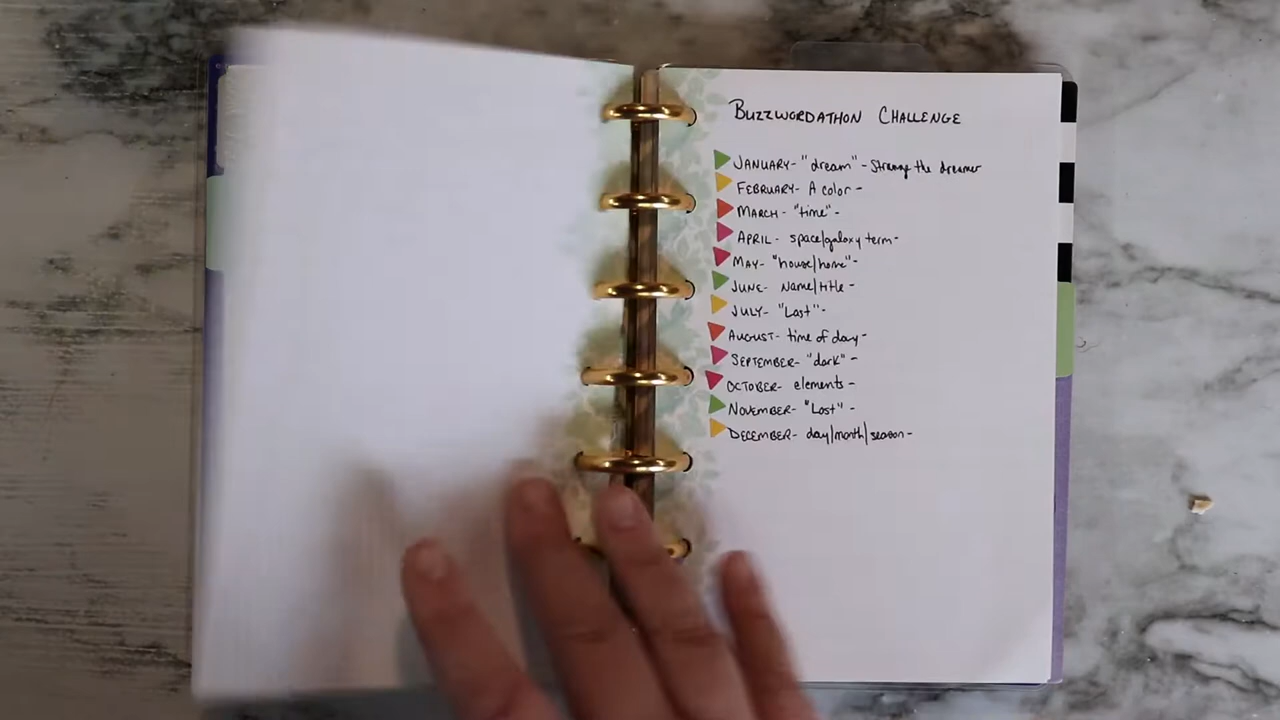 BUZZWORDATHON CHALLENGE
JANUARY- "dream" - Strange the dreamer
FEBRUARY- A color -
MARCH- "time" -
APRIL- space/galaxy term -
MAY- "house/home" -
JUNE- Name/title -
JULY- "Last" -
AUGUST- time of day -
SEPTEMBER- "dark" -
OCTOBER- elements -
NOVEMBER- "Lost" -
DECEMBER- day/month/season -